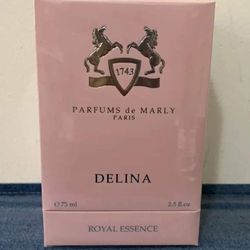 1743
PARFUMS de MARLY
PARIS
DELINA
℮75 ml 2.5 fl.oz
ROYAL ESSENCE